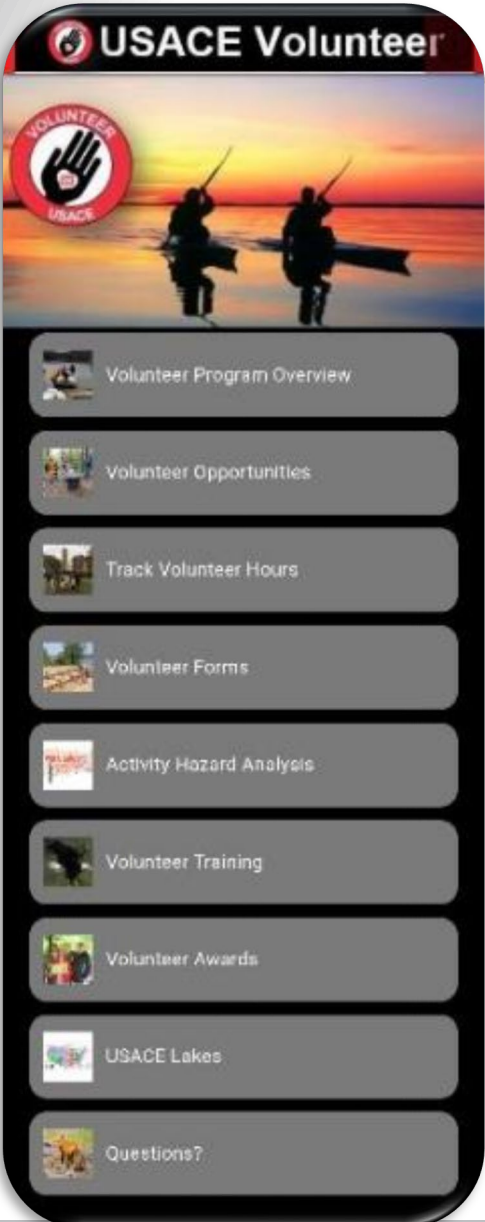 USACE Volunteer
VOLUNTEER
USACE
Volunteer Program Overview
Volunteer Opportunities
Track Volunteer Hours
Volunteer Forms
Activity Hazard Analysis
Volunteer Training
Volunteer Awards
USACE Lakes
Questions?